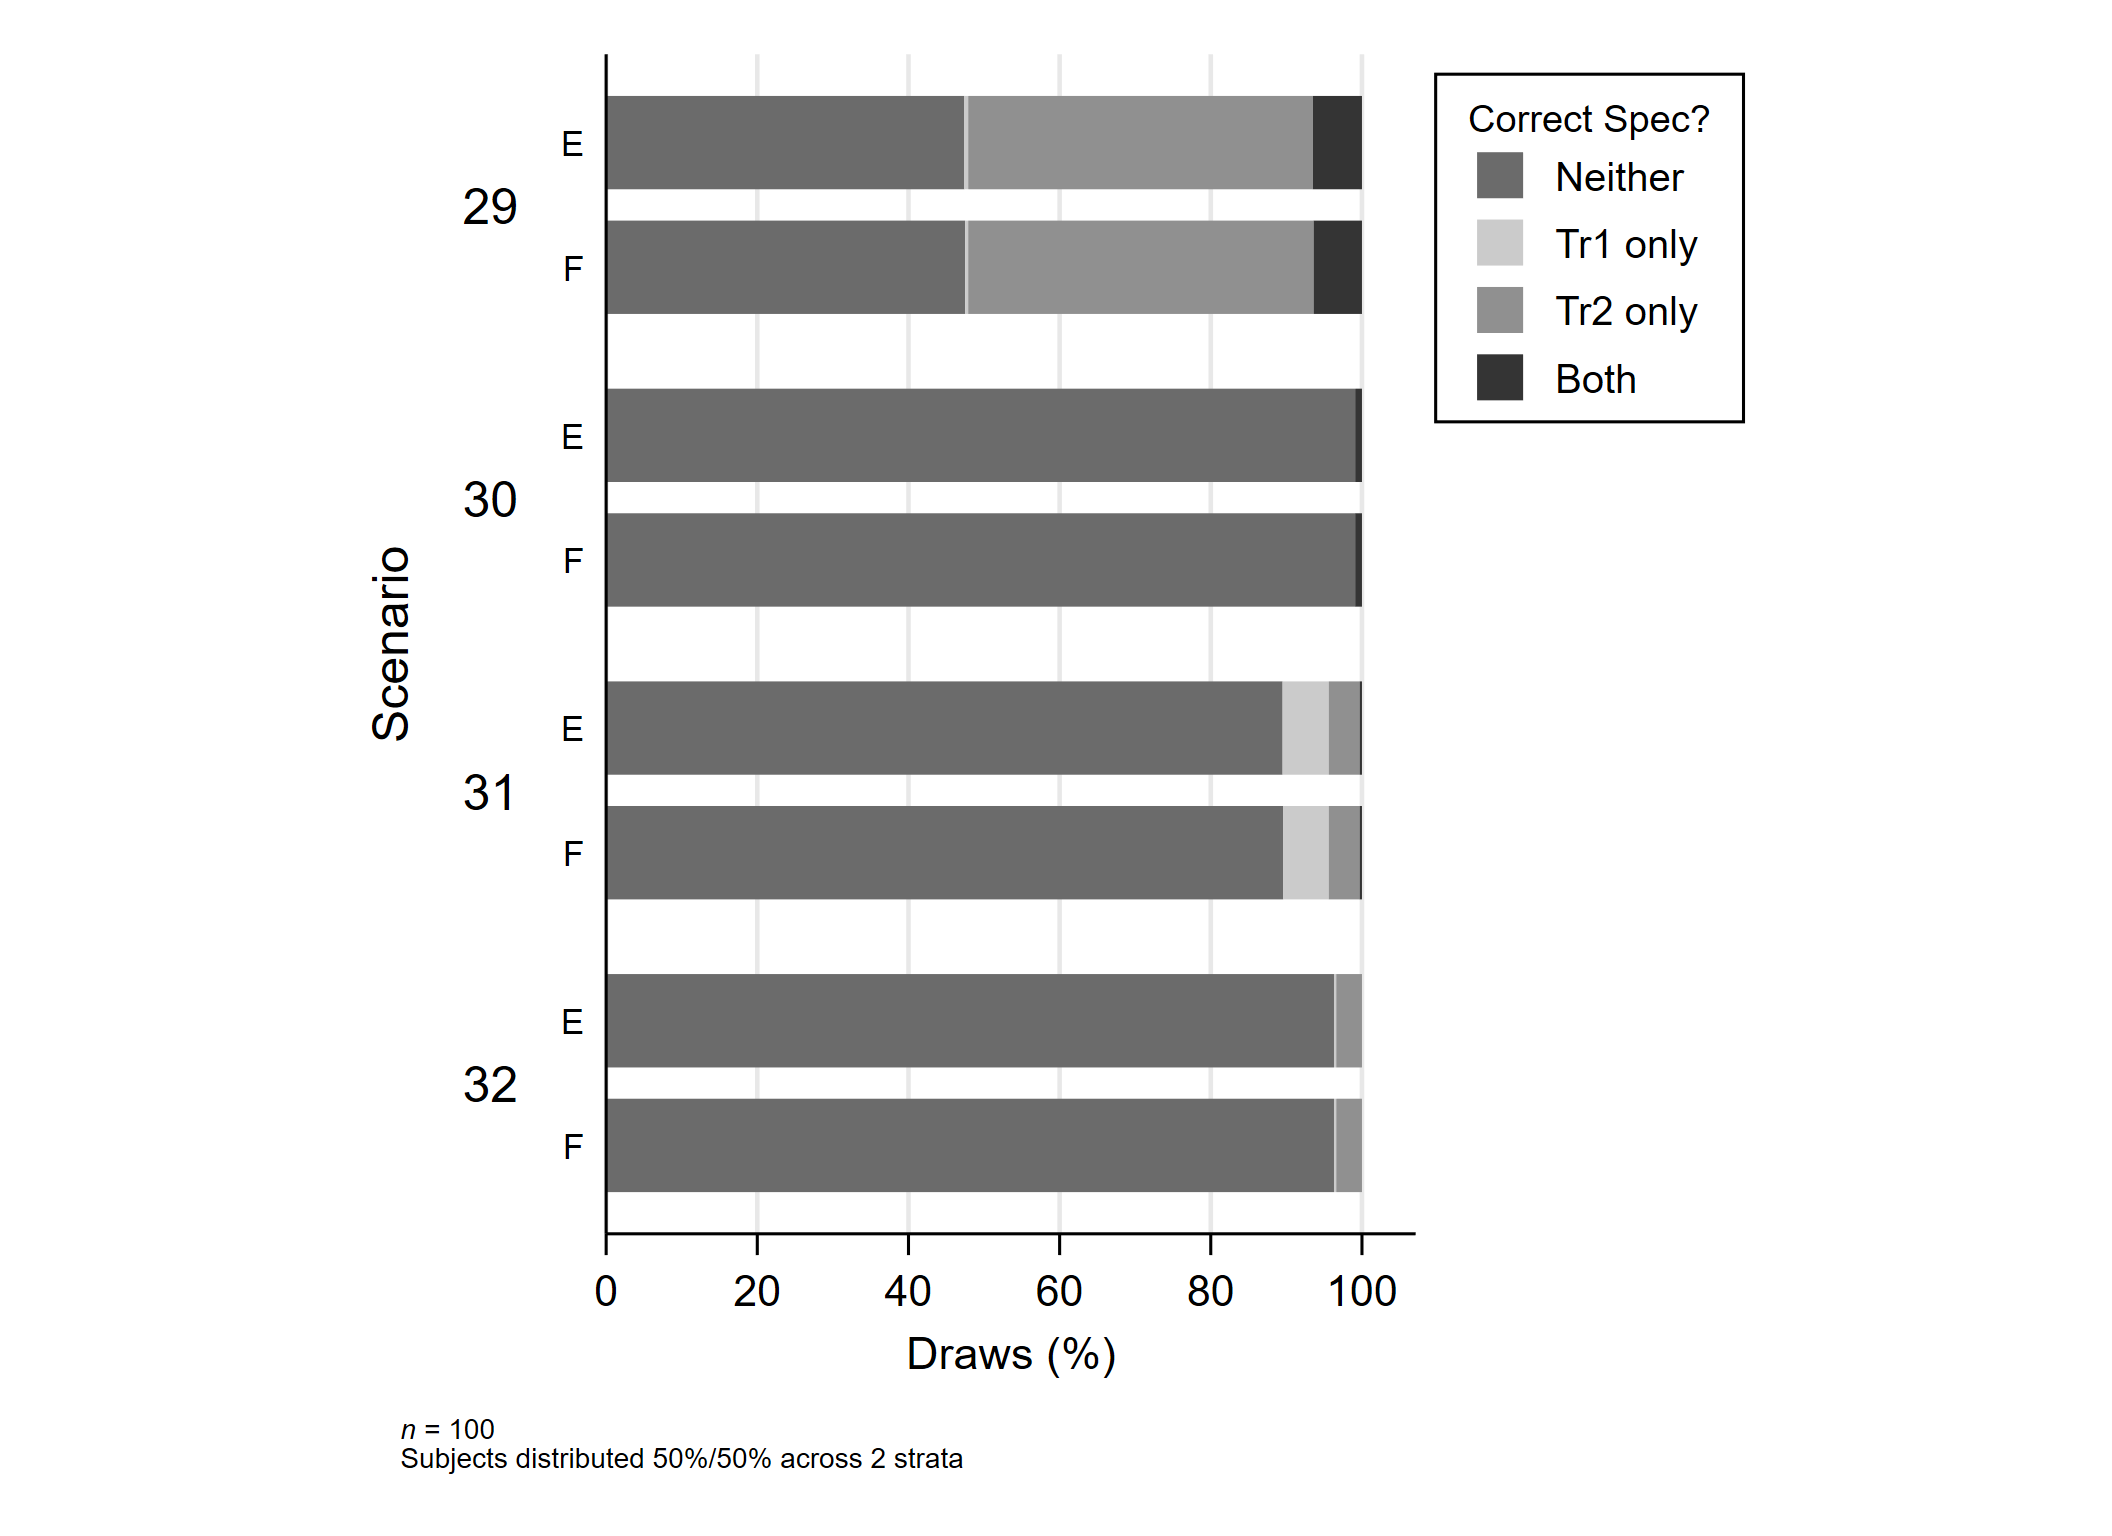 Correct Spec?
Neither
Tr1 only
Tr2 only
Both
Scenario
29
E
F
30
E
F
31
E
F
32
E
F
0 20 40 60 80 100
Draws (%)
n = 100
Subjects distributed 50%/50% across 2 strata